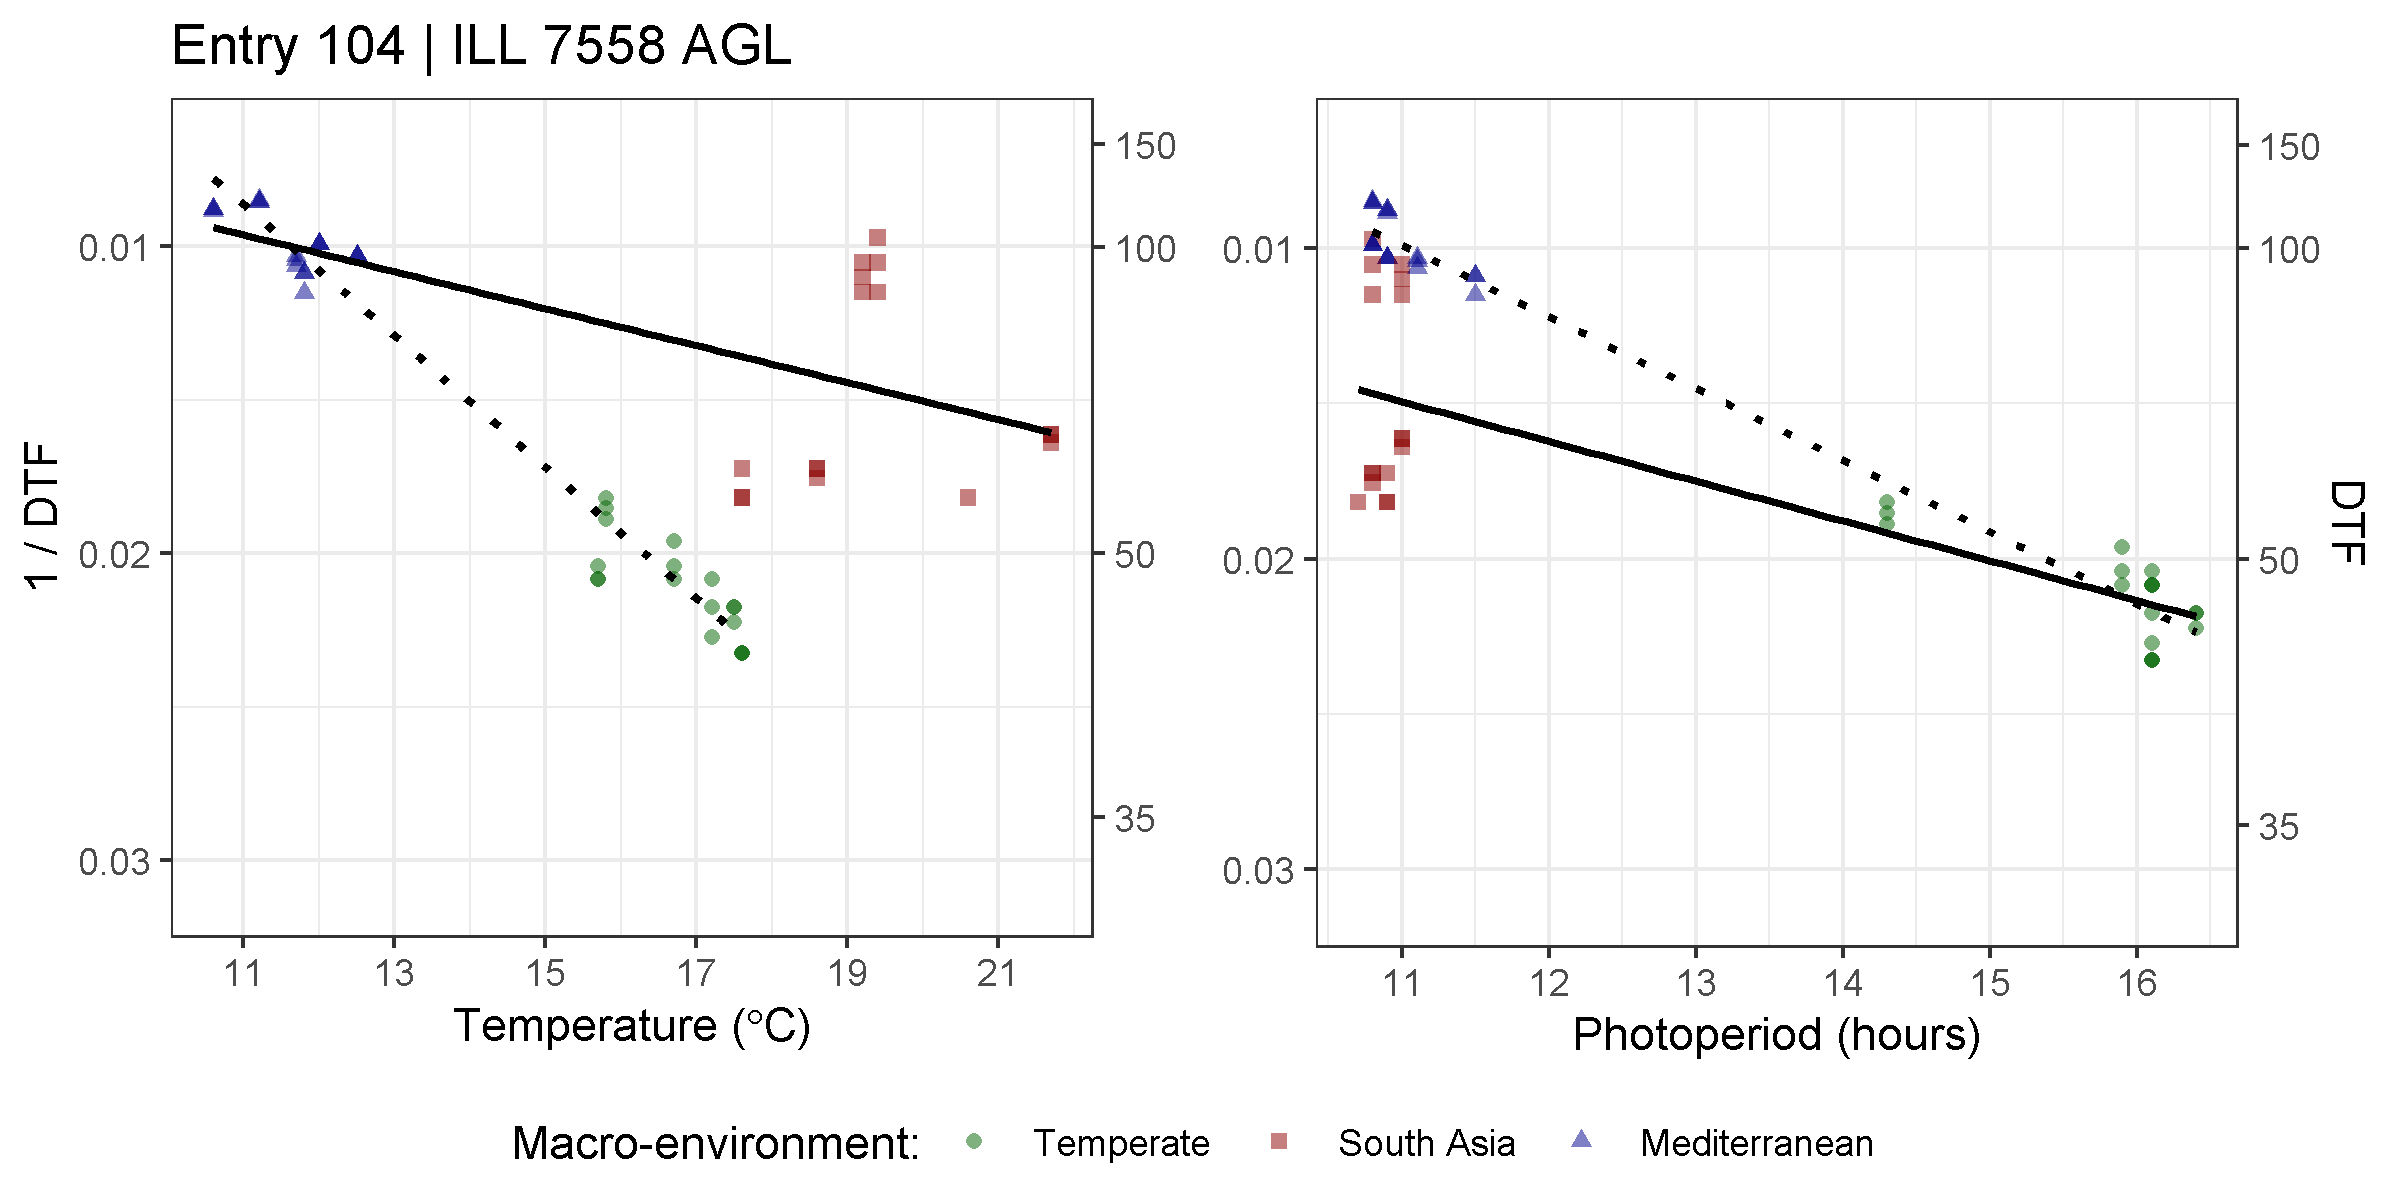 Entry 104 | ILL 7558 AGL
1 / DTF
0.01
0.02
0.03
150
100
50
35
11 13 15 17 19 21
Temperature (°C)
0.01
0.02
0.03
150
100
50
35
DTF
11 12 13 14 15 16
Photoperiod (hours)
Macro-environment: Temperate South Asia Mediterranean